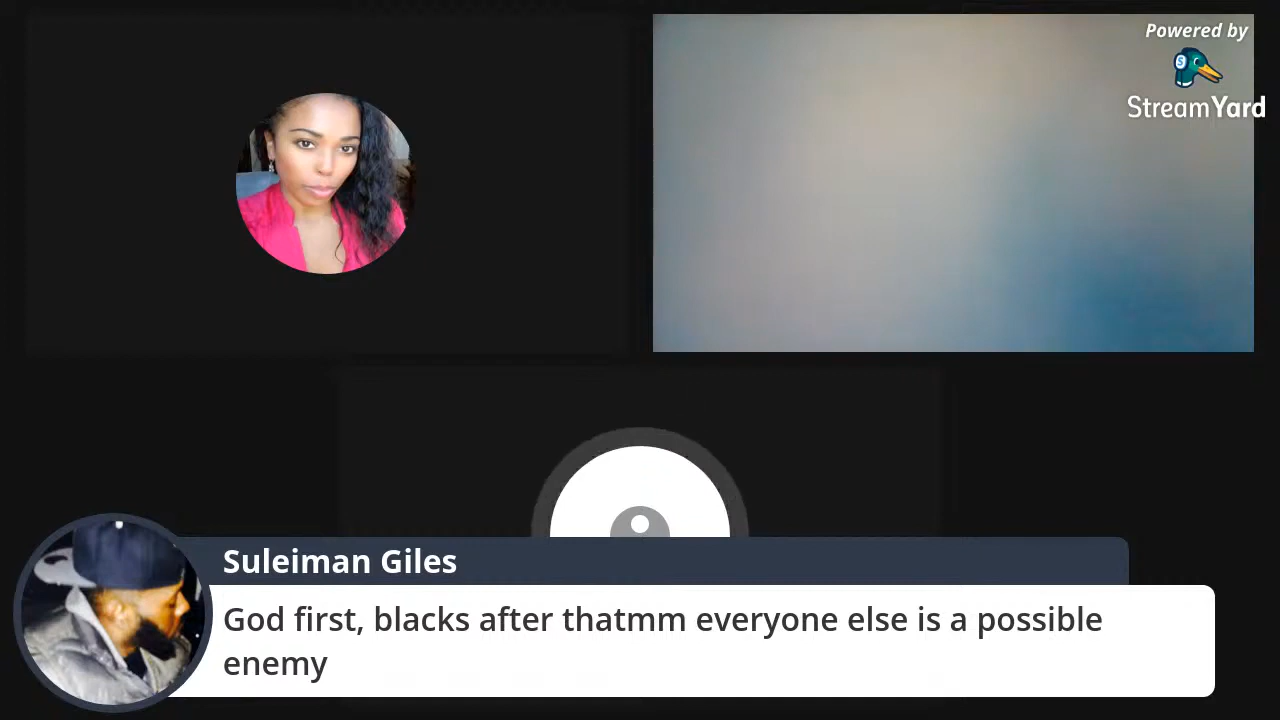 Powered by
StreamYard
Suleiman Giles
God first, blacks after thatmm everyone else is a possible
enemy